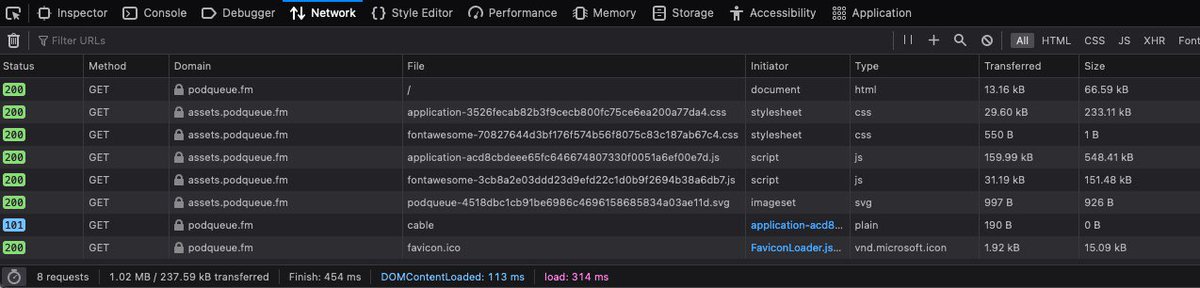 Inspector Console Debugger Network Style Editor Performance Memory Storage Accessibility Application
Filter URLs All HTML CSS JS XHR Font
Status Method Domain File Initiator Type Transferred Size
200 GET podqueue.fm / document html 13.16 kB 66.59 kB
200 GET assets.podqueue.fm application-3526fecab82b3f9cecb800fc75ce6ea200a77da4.css stylesheet css 29.60 kB 233.11 kB
200 GET assets.podqueue.fm fontawesome-70827644d3bf176f574b56f8075c83c187ab67c4.css stylesheet css 550 B 1 B
200 GET assets.podqueue.fm application-acd8cbdeee65fc646674807330f0051a6ef00e7d.js script js 159.99 kB 548.41 kB
200 GET assets.podqueue.fm fontawesome-3cb8a2e03ddd23d9efd22c1d0b9f2694b38a6db7.js script js 31.19 kB 151.48 kB
200 GET assets.podqueue.fm podqueue-4518dbc1cb91be6986c4696158685834a03ae11d.svg imageset svg 997 B 926 B
101 GET podqueue.fm cable application-acd8... plain 190 B 0 B
200 GET podqueue.fm favicon.ico FaviconLoader.js... vnd.microsoft.icon 1.92 kB 15.09 kB
8 requests 1.02 MB / 237.59 kB transferred Finish: 454 ms DOMContentLoaded: 113 ms load: 314 ms